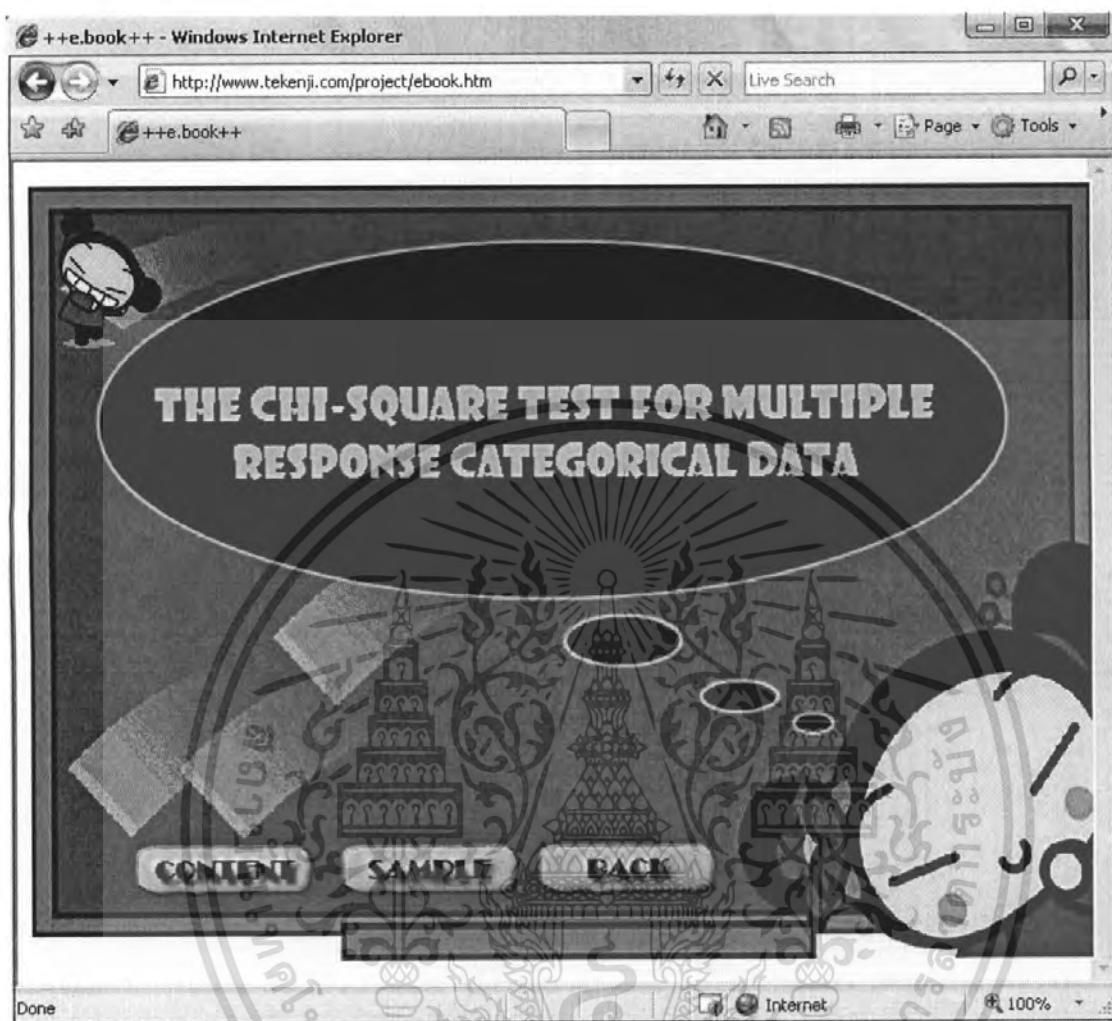 ++e.book++ - Windows Internet Explorer
http://www.tekenji.com/project/ebook.htm
Live Search
++e.book++
Page
Tools
THE CHI-SQUARE TEST FOR MULTIPLE
RESPONSE CATEGORICAL DATA
CONTENT
SAMPLE
BACK
Done
Internet
100%